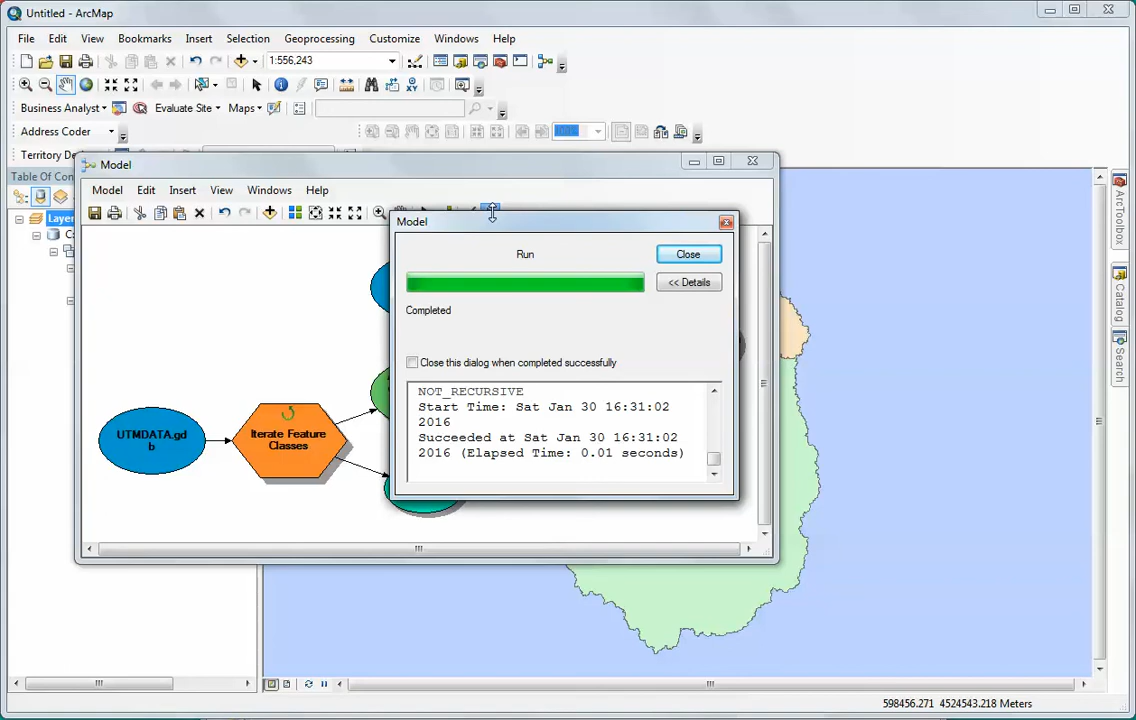 Untitled - ArcMap
File Edit View Bookmarks Insert Selection Geoprocessing Customize Windows Help
1:556,243
Business Analyst Evaluate Site Maps
Address Coder
Territory De
Table Of Con
Layer
Model
Model Edit Insert View Windows Help
Model
Run
Close
<< Details
Completed
Close this dialog when completed successfully
NOT_RECURSIVE
Start Time: Sat Jan 30 16:31:02
2016
Succeeded at Sat Jan 30 16:31:02
2016 (Elapsed Time: 0.01 seconds)
UTMDATA.gd
b
Iterate Feature
Classes
ArcToolbox
Catalog
Search
598456.271 4524543.218 Meters